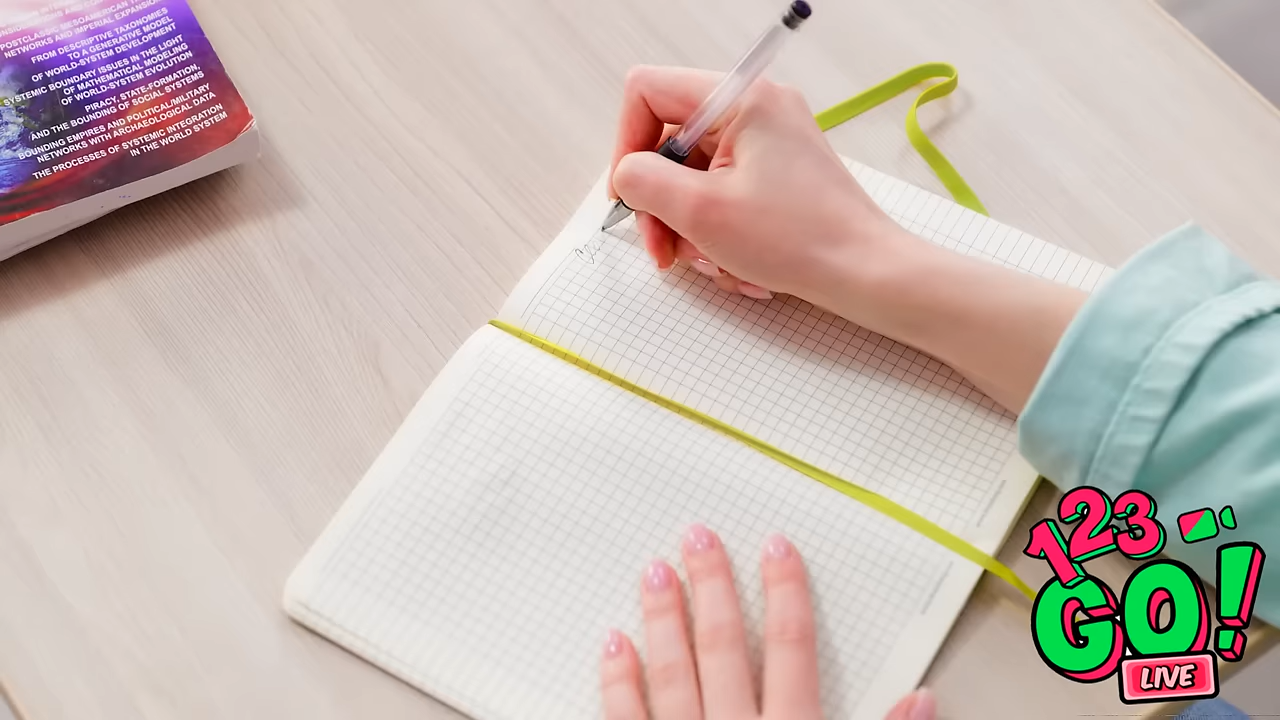 POSTCLASSIC MESOAMERICAN
NETWORKS AND IMPERIAL EXPANSION
FROM DESCRIPTIVE TAXONOMIES
TO A GENERATIVE MODEL
OF WORLD-SYSTEM DEVELOPMENT
SYSTEMIC BOUNDARY ISSUES IN THE LIGHT
OF MATHEMATICAL MODELING
OF WORLD-SYSTEM EVOLUTION
PIRACY, STATE-FORMATION,
AND THE BOUNDING OF SOCIAL SYSTEMS
BOUNDING EMPIRES AND POLITICAL/MILITARY
NETWORKS WITH ARCHAEOLOGICAL DATA
THE PROCESSES OF SYSTEMIC INTEGRATION
IN THE WORLD SYSTEM
123
GO!
LIVE